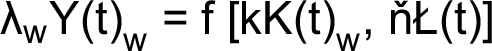 λwY(t)w = f [kK(t)w, ňŁ(t)]